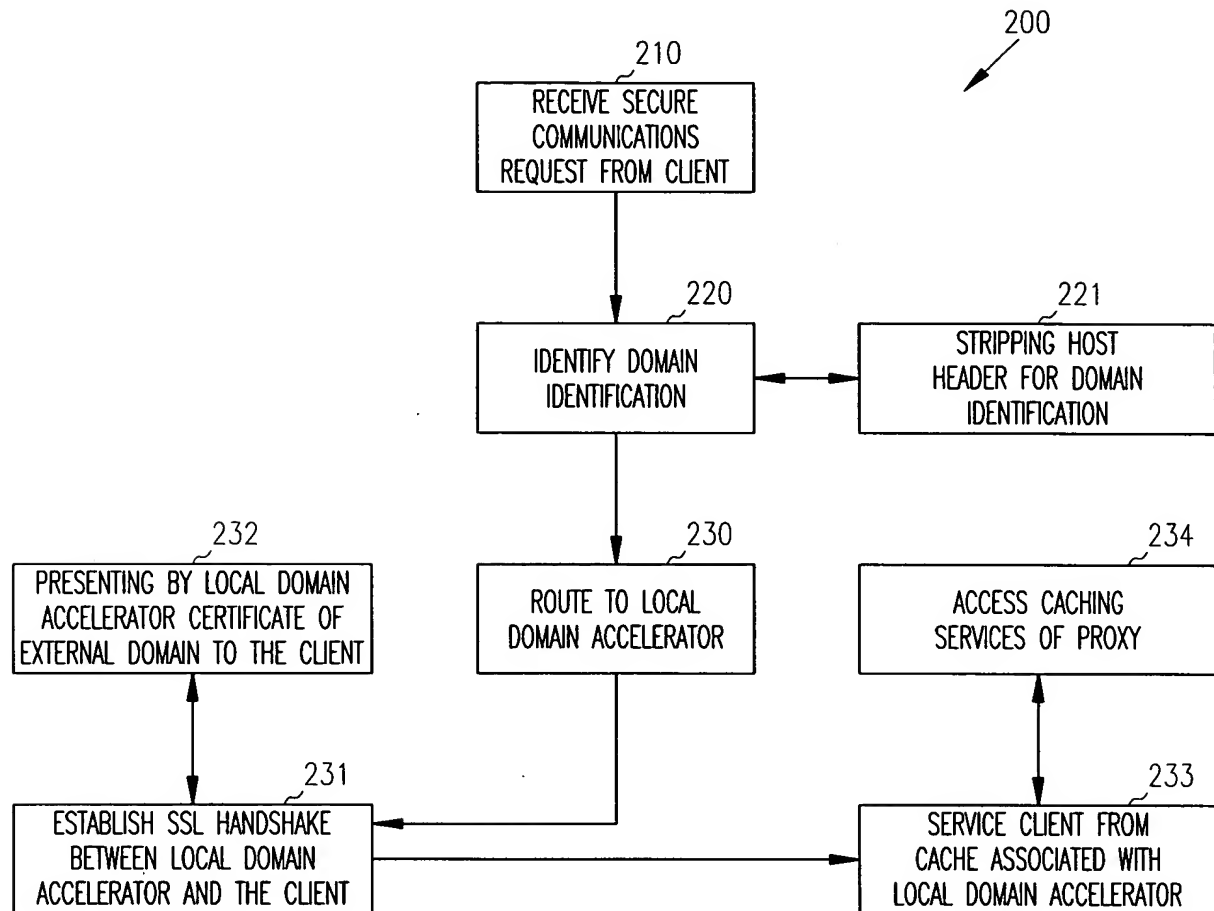 200
210
RECEIVE SECURE
COMMUNICATIONS
REQUEST FROM CLIENT
220
IDENTIFY DOMAIN
IDENTIFICATION
221
STRIPPING HOST
HEADER FOR DOMAIN
IDENTIFICATION
232
PRESENTING BY LOCAL DOMAIN
ACCELERATOR CERTIFICATE OF
EXTERNAL DOMAIN TO THE CLIENT
230
ROUTE TO LOCAL
DOMAIN ACCELERATOR
234
ACCESS CACHING
SERVICES OF PROXY
231
ESTABLISH SSL HANDSHAKE
BETWEEN LOCAL DOMAIN
ACCELERATOR AND THE CLIENT
233
SERVICE CLIENT FROM
CACHE ASSOCIATED WITH
LOCAL DOMAIN ACCELERATOR